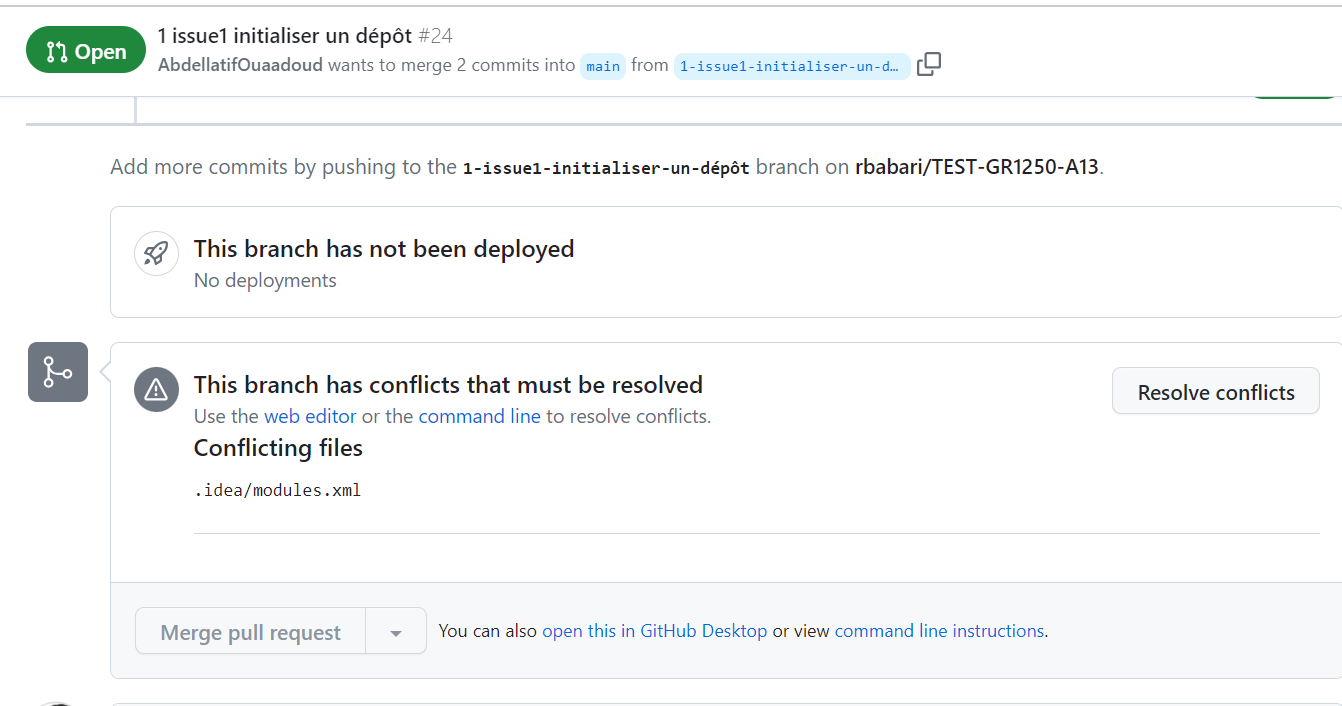 Open
1 issue1 initialiser un dépôt #24
AbdellatifOuaadoud wants to merge 2 commits into main from 1-issue1-initialiser-un-d…
Add more commits by pushing to the 1-issue1-initialiser-un-dépôt branch on rbabari/TEST-GR1250-A13.
This branch has not been deployed
No deployments
This branch has conflicts that must be resolved
Use the web editor or the command line to resolve conflicts.
Resolve conflicts
Conflicting files
.idea/modules.xml
Merge pull request
You can also open this in GitHub Desktop or view command line instructions.